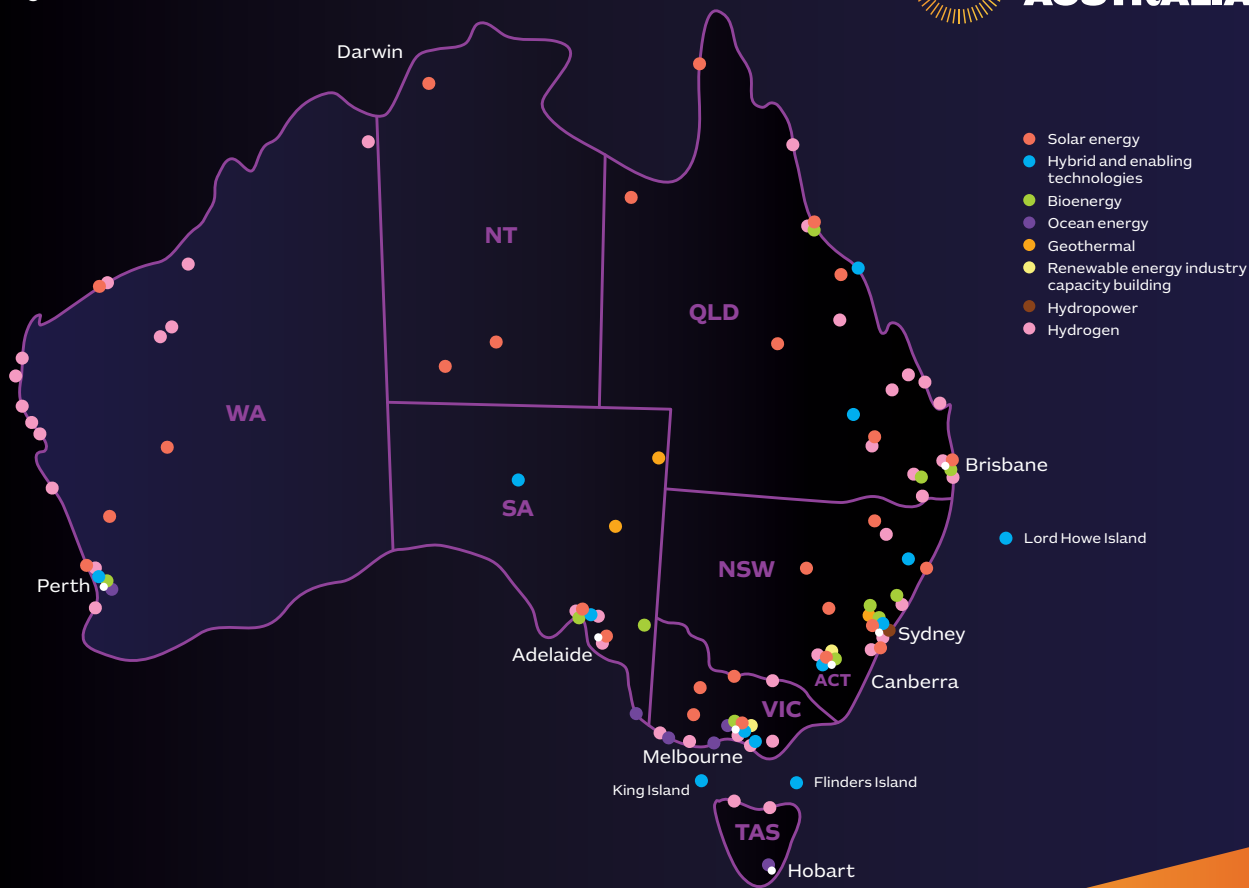 Darwin
Solar energy
Hybrid and enabling
technologies
Bioenergy
Ocean energy
Geothermal
Renewable energy industry
capacity building
Hydropower
Hydrogen
NT
QLD
WA
Brisbane
SA
Lord Howe Island
NSW
Perth
Sydney
Adelaide
ACT
Canberra
VIC
Melbourne
King Island
Flinders Island
TAS
Hobart